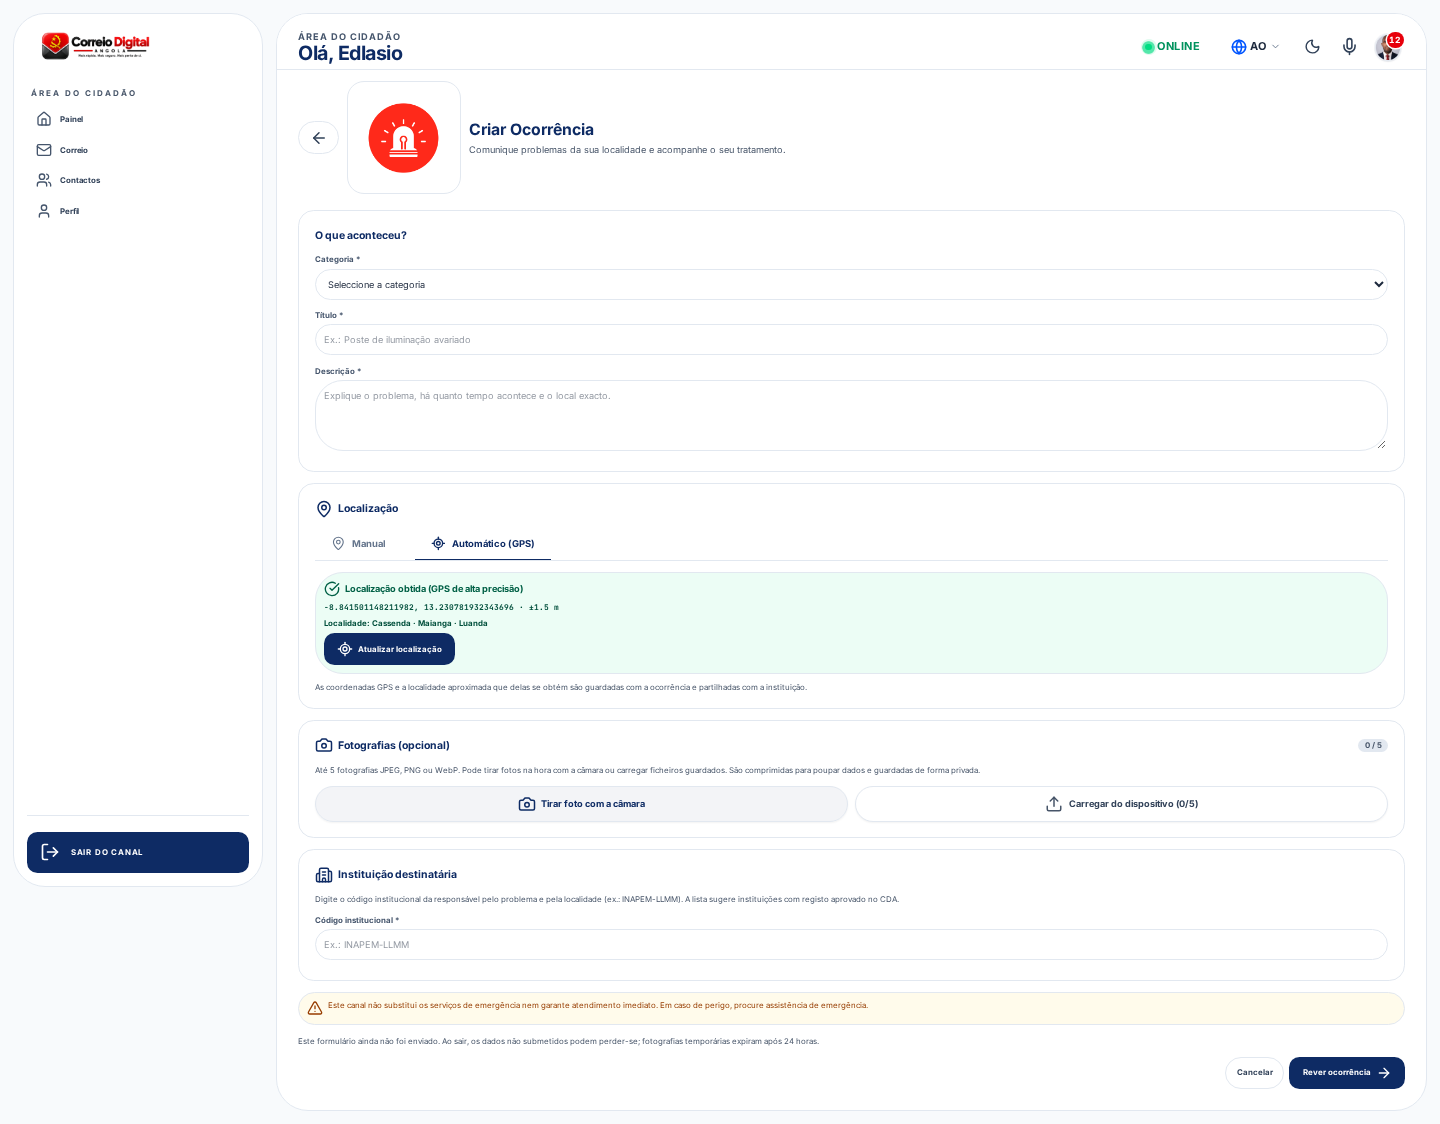 Correio Digital
ANGOLA
ÁREA DO CIDADÃO
Painel
Correio
Contactos
Perfil
SAIR DO CANAL
ÁREA DO CIDADÃO
Olá, Edlasio
ONLINE
AO
12
Criar Ocorrência
Comunique problemas da sua localidade e acompanhe o seu tratamento.
O que aconteceu?
Categoria *
Seleccione a categoria
Título *
Ex.: Poste de iluminação avariado
Descrição *
Explique o problema, há quanto tempo acontece e o local exacto.
Localização
Manual
Automático (GPS)
Localização obtida (GPS de alta precisão)
-8.841501148211982, 13.230781932343696 · ±1.5 m
Localidade: Cassenda · Maianga · Luanda
Atualizar localização
As coordenadas GPS e a localidade aproximada que delas se obtém são guardadas com a ocorrência e partilhadas com a instituição.
Fotografias (opcional)
0 / 5
Até 5 fotografias JPEG, PNG ou WebP. Pode tirar fotos na hora com a câmara ou carregar ficheiros guardados. São comprimidas para poupar dados e guardadas de forma privada.
Tirar foto com a câmara
Carregar do dispositivo (0/5)
Instituição destinatária
Digite o código institucional da responsável pelo problema e pela localidade (ex.: INAPEM-LLMM). A lista sugere instituições com registo aprovado no CDA.
Código institucional *
Ex.: INAPEM-LLMM
Este canal não substitui os serviços de emergência nem garante atendimento imediato. Em caso de perigo, procure assistência de emergência.
Este formulário ainda não foi enviado. Ao sair, os dados não submetidos podem perder-se; fotografias temporárias expiram após 24 horas.
Cancelar
Rever ocorrência